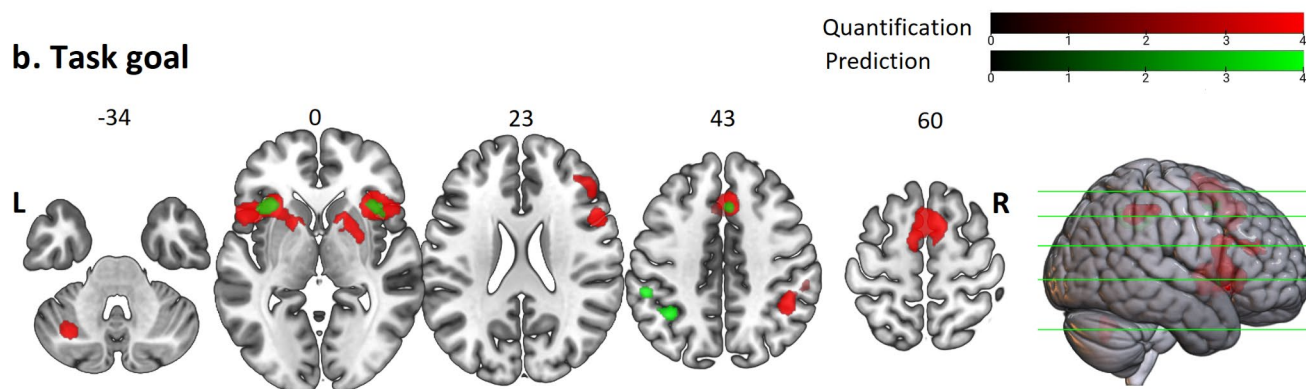 Quantification
0 1 2 3 4
b. Task goal
Prediction
0 1 2 3 4
-34 0 23 43 60
L R